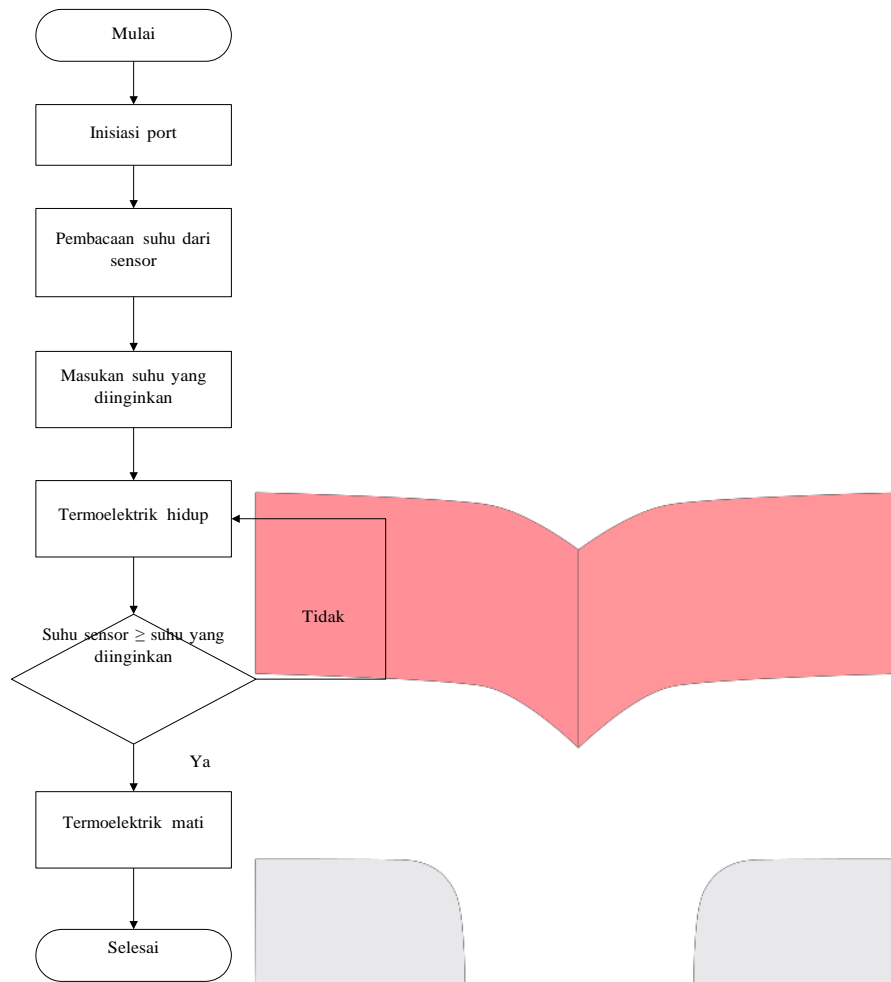 Mulai
Inisiasi port
Pembacaan suhu dari
sensor
Masukan suhu yang
diinginkan
Termoelektrik hidup
Tidak
Suhu sensor ≥ suhu yang
diinginkan
Ya
Termoelektrik mati
Selesai